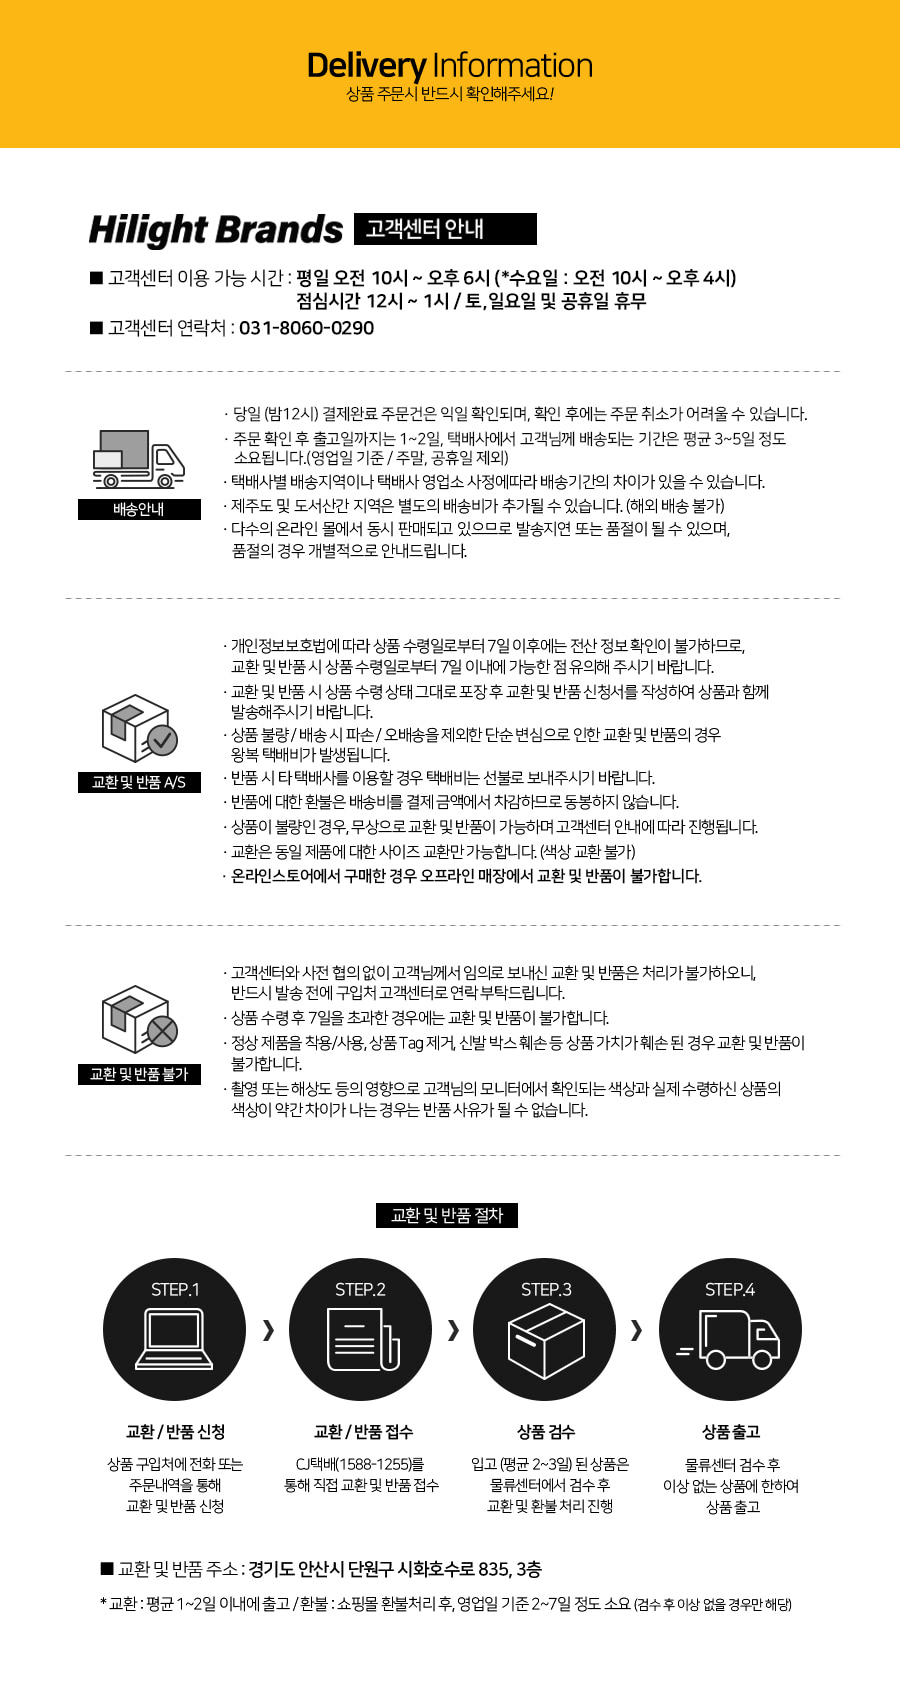 Delivery Information
상품 주문시 반드시 확인해주세요!
Hilight Brands 고객센터 안내
■ 고객센터 이용 가능 시간 : 평일 오전 10시 ~ 오후 6시 (*수요일 : 오전 10시 ~ 오후 4시)
점심시간 12시 ~ 1시 / 토,일요일 및 공휴일 휴무
■ 고객센터 연락처 : 031-8060-0290
배송안내
· 당일 (밤12시) 결제완료 주문건은 익일 확인되며, 확인 후에는 주문 취소가 어려울 수 있습니다.
· 주문 확인 후 출고일까지는 1~2일, 택배사에서 고객님께 배송되는 기간은 평균 3~5일 정도
소요됩니다.(영업일 기준 / 주말, 공휴일 제외)
· 택배사별 배송지역이나 택배사 영업소 사정에따라 배송기간의 차이가 있을 수 있습니다.
· 제주도 및 도서산간 지역은 별도의 배송비가 추가될 수 있습니다. (해외 배송 불가)
· 다수의 온라인 몰에서 동시 판매되고 있으므로 발송지연 또는 품절이 될 수 있으며,
품절의 경우 개별적으로 안내드립니다.
교환 및 반품 A/S
· 개인정보보호법에 따라 상품 수령일로부터 7일 이후에는 전산 정보 확인이 불가하므로,
교환 및 반품 시 상품 수령일로부터 7일 이내에 가능한 점 유의해 주시기 바랍니다.
· 교환 및 반품 시 상품 수령 상태 그대로 포장 후 교환 및 반품 신청서를 작성하여 상품과 함께
발송해주시기 바랍니다.
· 상품 불량 / 배송 시 파손 / 오배송을 제외한 단순 변심으로 인한 교환 및 반품의 경우
왕복 택배비가 발생됩니다.
· 반품 시 타 택배사를 이용할 경우 택배비는 선불로 보내주시기 바랍니다.
· 반품에 대한 환불은 배송비를 결제 금액에서 차감하므로 동봉하지 않습니다.
· 상품이 불량인 경우, 무상으로 교환 및 반품이 가능하며 고객센터 안내에 따라 진행됩니다.
· 교환은 동일 제품에 대한 사이즈 교환만 가능합니다. (색상 교환 불가)
· 온라인스토어에서 구매한 경우 오프라인 매장에서 교환 및 반품이 불가합니다.
교환 및 반품 불가
· 고객센터와 사전 협의 없이 고객님께서 임의로 보내신 교환 및 반품은 처리가 불가하오니,
반드시 발송 전에 구입처 고객센터로 연락 부탁드립니다.
· 상품 수령 후 7일을 초과한 경우에는 교환 및 반품이 불가합니다.
· 정상 제품을 착용/사용, 상품 Tag 제거, 신발 박스 훼손 등 상품 가치가 훼손 된 경우 교환 및 반품이
불가합니다.
· 촬영 또는 해상도 등의 영향으로 고객님의 모니터에서 확인되는 색상과 실제 수령하신 상품의
색상이 약간 차이가 나는 경우는 반품 사유가 될 수 없습니다.
교환 및 반품 절차
STEP.1
교환 / 반품 신청
상품 구입처에 전화 또는
주문내역을 통해
교환 및 반품 신청
STEP.2
교환 / 반품 접수
CJ택배(1588-1255)를
통해 직접 교환 및 반품 접수
STEP.3
상품 검수
입고 (평균 2~3일) 된 상품은
물류센터에서 검수 후
교환 및 환불 처리 진행
STEP.4
상품 출고
물류센터 검수 후
이상 없는 상품에 한하여
상품 출고
■ 교환 및 반품 주소 : 경기도 안산시 단원구 시화호수로 835, 3층
* 교환 : 평균 1~2일 이내에 출고 / 환불 : 쇼핑몰 환불처리 후, 영업일 기준 2~7일 정도 소요 (검수 후 이상 없을 경우만 해당)